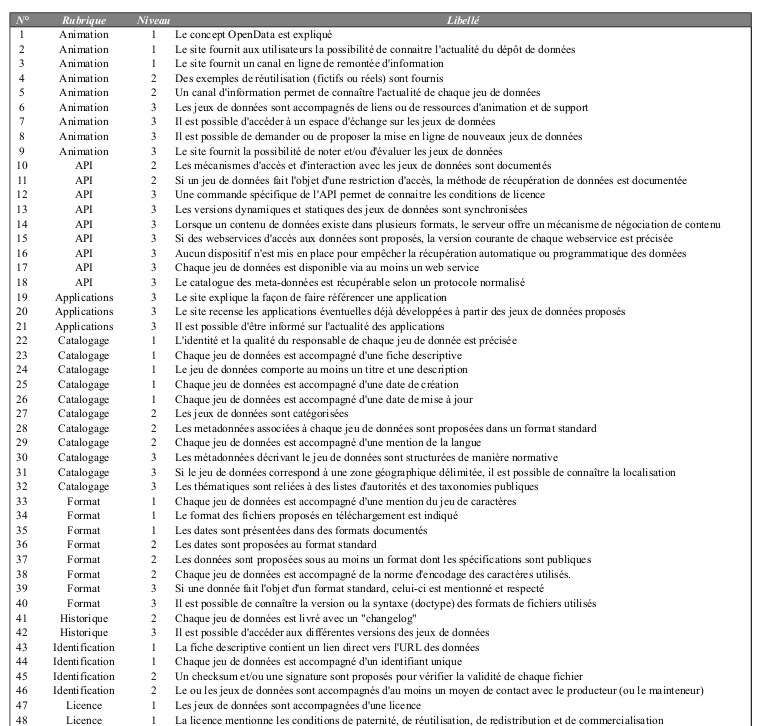 N° Rubrique Niveau Libellé
1 Animation 1 Le concept OpenData est expliqué
2 Animation 1 Le site fournit aux utilisateurs la possibilité de connaitre l'actualité du dépôt de données
3 Animation 1 Le site fournit un canal en ligne de remontée d'information
4 Animation 2 Des exemples de réutilisation (fictifs ou réels) sont fournis
5 Animation 2 Un canal d'information permet de connaître l'actualité de chaque jeu de données
6 Animation 3 Les jeux de données sont accompagnés de liens ou de ressources d'animation et de support
7 Animation 3 Il est possible d'accéder à un espace d'échange sur les jeux de données
8 Animation 3 Il est possible de demander ou de proposer la mise en ligne de nouveaux jeux de données
9 Animation 3 Le site fournit la possibilité de noter et/ou d'évaluer les jeux de données
10 API 2 Les mécanismes d'accès et d'interaction avec les jeux de données sont documentés
11 API 2 Si un jeu de données fait l'objet d'une restriction d'accès, la méthode de récupération de données est documentée
12 API 3 Une commande spécifique de l'API permet de connaitre les conditions de licence
13 API 3 Les versions dynamiques et statiques des jeux de données sont synchronisées
14 API 3 Lorsque un contenu de données existe dans plusieurs formats, le serveur offre un mécanisme de négociation de contenu
15 API 3 Si des webservices d'accès aux données sont proposés, la version courante de chaque webservice est précisée
16 API 3 Aucun dispositif n'est mis en place pour empêcher la récupération automatique ou programmatique des données
17 API 3 Chaque jeu de données est disponible via au moins un web service
18 API 3 Le catalogue des meta-données est récupérable selon un protocole normalisé
19 Applications 3 Le site explique la façon de faire référencer une application
20 Applications 3 Le site recense les applications éventuelles déjà développées à partir des jeux de données proposés
21 Applications 3 Il est possible d'être informé sur l'actualité des applications
22 Catalogage 1 L'identité et la qualité du responsable de chaque jeu de donnée est précisée
23 Catalogage 1 Chaque jeu de données est accompagné d'une fiche descriptive
24 Catalogage 1 Le jeu de données comporte au moins un titre et une description
25 Catalogage 1 Chaque jeu de données est accompagné d'une date de création
26 Catalogage 1 Chaque jeu de données est accompagné d'une date de mise à jour
27 Catalogage 2 Les jeux de données sont catégorisées
28 Catalogage 2 Les metadonnées associées à chaque jeu de données sont proposées dans un format standard
29 Catalogage 2 Chaque jeu de données est accompagné d'une mention de la langue
30 Catalogage 3 Les métadonnées décrivant le jeu de données sont structurées de manière normative
31 Catalogage 3 Si le jeu de données correspond à une zone géographique délimitée, il est possible de connaître la localisation
32 Catalogage 3 Les thématiques sont reliées à des listes d'autorités et des taxonomies publiques
33 Format 1 Chaque jeu de données est accompagné d'une mention du jeu de caractères
34 Format 1 Le format des fichiers proposés en téléchargement est indiqué
35 Format 1 Les dates sont présentées dans des formats documentés
36 Format 2 Les dates sont proposées au format standard
37 Format 2 Les données sont proposées sous au moins un format dont les spécifications sont publiques
38 Format 2 Chaque jeu de données est accompagné de la norme d'encodage des caractères utilisés.
39 Format 3 Si une donnée fait l'objet d'un format standard, celui-ci est mentionné et respecté
40 Format 3 Il est possible de connaître la version ou la syntaxe (doctype) des formats de fichiers utilisés
41 Historique 2 Chaque jeu de données est livré avec un "changelog"
42 Historique 3 Il est possible d'accéder aux différentes versions des jeux de données
43 Identification 1 La fiche descriptive contient un lien direct vers l'URL des données
44 Identification 1 Chaque jeu de données est accompagné d'un identifiant unique
45 Identification 2 Un checksum et/ou une signature sont proposés pour vérifier la validité de chaque fichier
46 Identification 2 Le ou les jeux de données sont accompagnés d'au moins un moyen de contact avec le producteur (ou le mainteneur)
47 Licence 1 Les jeux de données sont accompagnées d'une licence
48 Licence 1 La licence mentionne les conditions de paternité, de réutilisation, de redistribution et de commercialisation